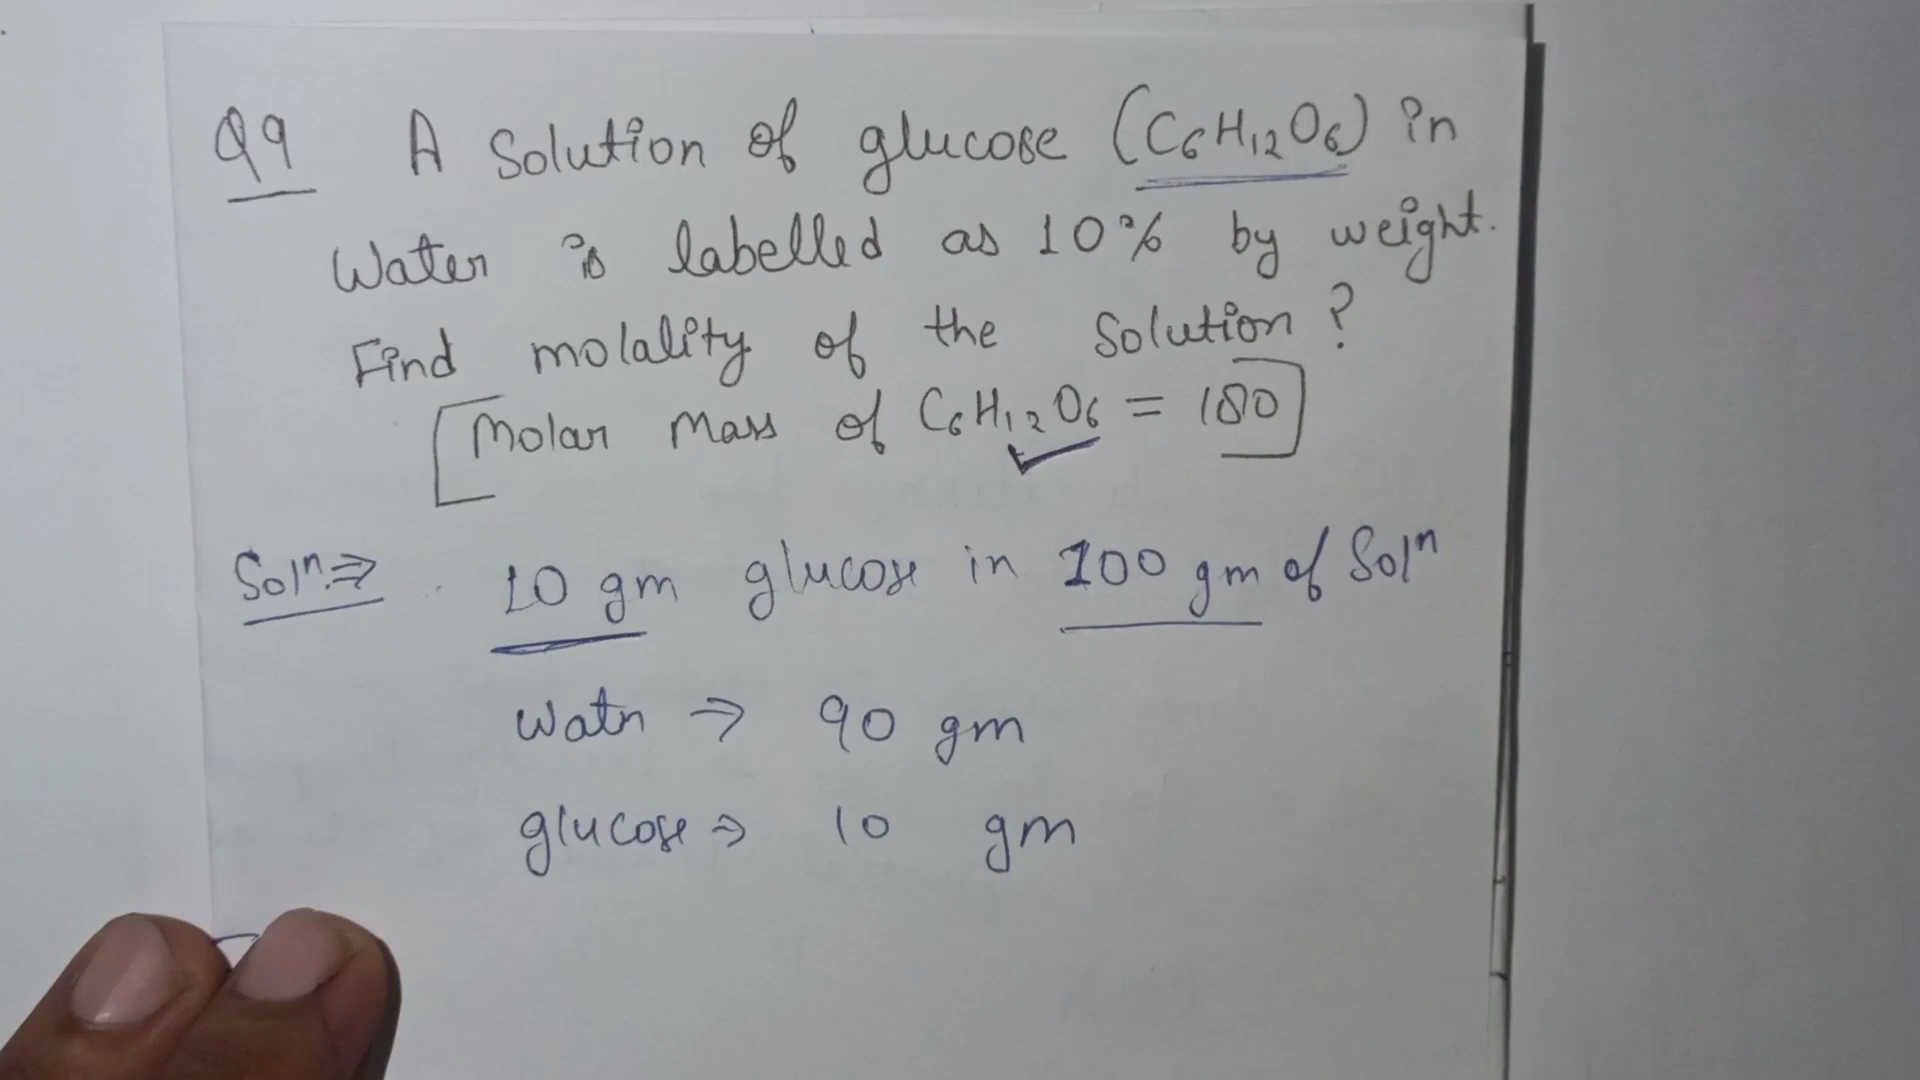 Q9 A Solution of glucose (C6H12O6) in
Water is labelled as 10% by weight.
Find molality of the Solution ?
[Molar Mass of C6H12O6 = 180]
Solⁿ.⇒ 10 gm glucose in 100 gm of Solⁿ
Watr ⇒ 90 gm
glucose ⇒ 10 gm